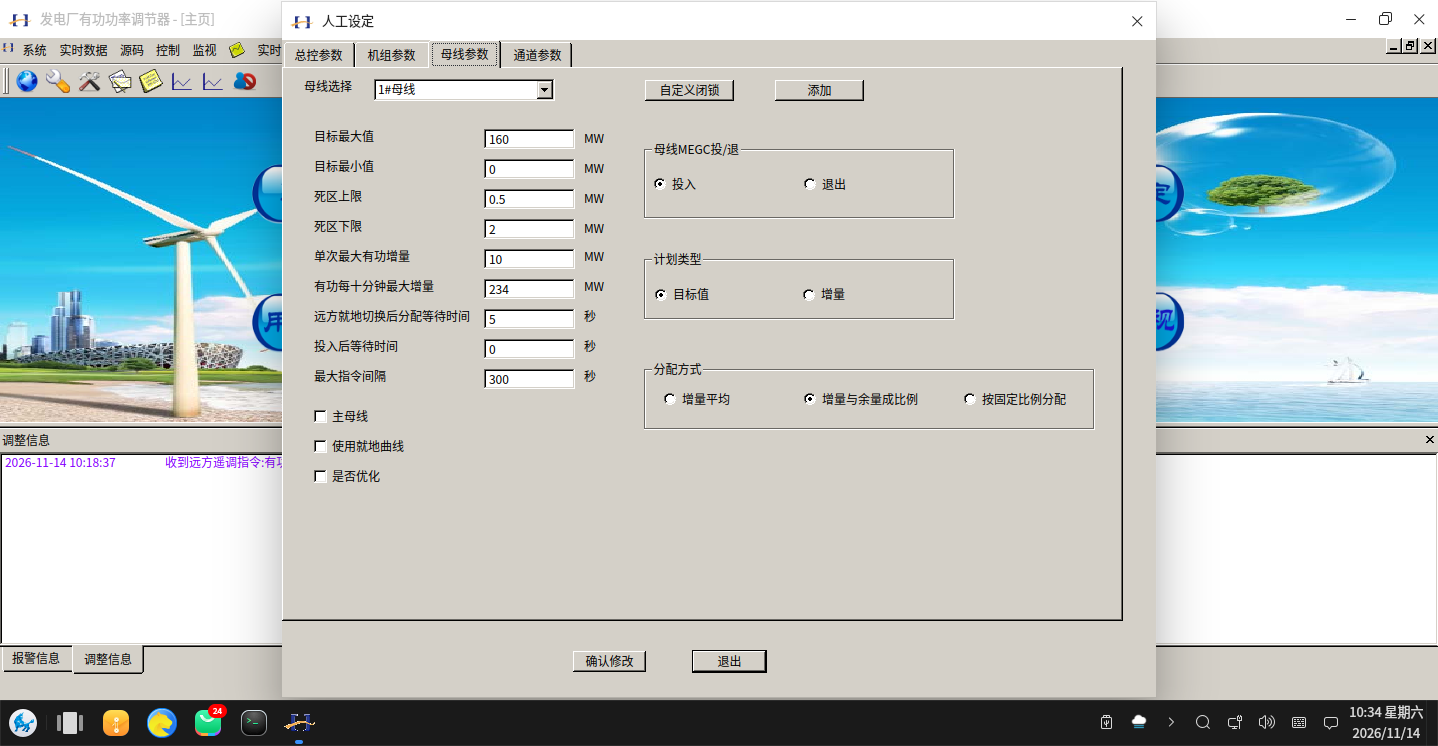 发电厂有功功率调节器 - [主页]
人工设定
系统 实时数据 源码 控制 监视 实时
总控参数 机组参数 母线参数 通道参数
母线选择 1#母线 自定义闭锁 添加
目标最大值 160 MW
目标最小值 0 MW
死区上限 0.5 MW
死区下限 2 MW
单次最大有功增量 10 MW
有功每十分钟最大增量 234 MW
远方就地切换后分配等待时间 5 秒
投入后等待时间 0 秒
最大指令间隔 300 秒
主母线
使用就地曲线
是否优化
母线MEGC投/退
投入 退出
计划类型
目标值 增量
分配方式
增量平均 增量与余量成比例 按固定比例分配
用
定
现
调整信息
2026-11-14 10:18:37 收到远方遥调指令:有功
报警信息 调整信息
确认修改 退出
24
10:34 星期六
2026/11/14